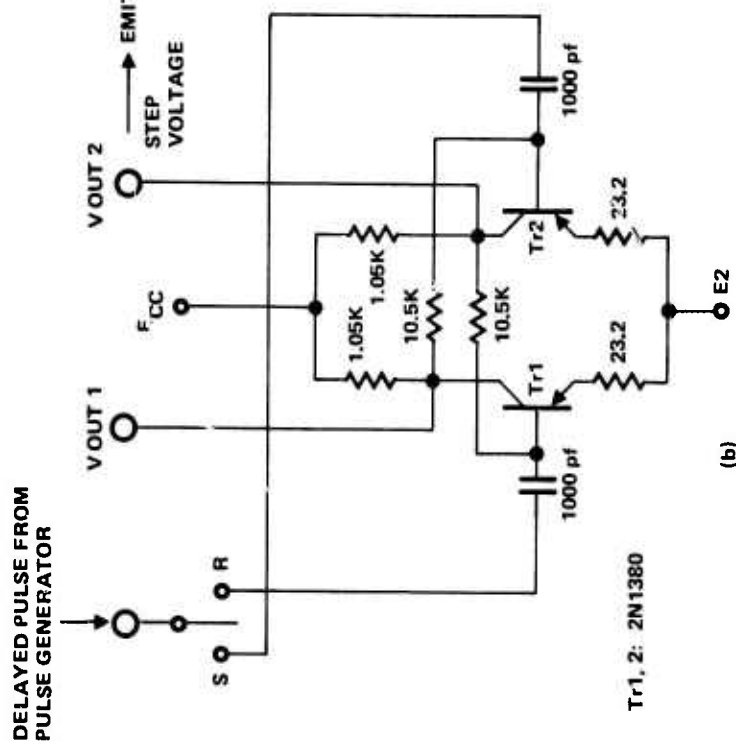 DELAYED PULSE FROM
PULSE GENERATOR
S
R
V OUT 1
F CC
V OUT 2
STEP
VOLTAGE
EMIT
1.05K
1.05K
10.5K
10.5K
1000 pf
1000 pf
Tr1
Tr2
23.2
23.2
E2
Tr1, 2: 2N1380
(b)